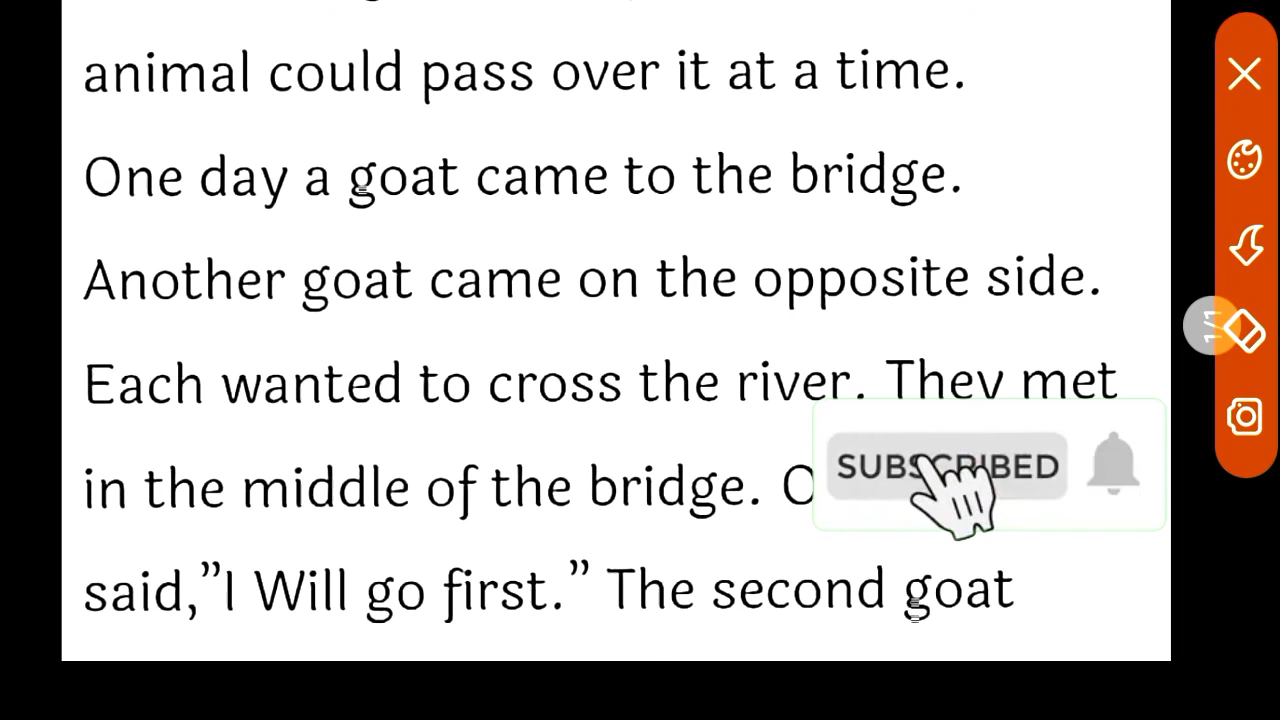 animal could pass over it at a time.
One day a goat came to the bridge.
Another goat came on the opposite side.
Each wanted to cross the river. They met
in the middle of the bridge. O
SUBSCRIBED
said,”I Will go first.” The second goat